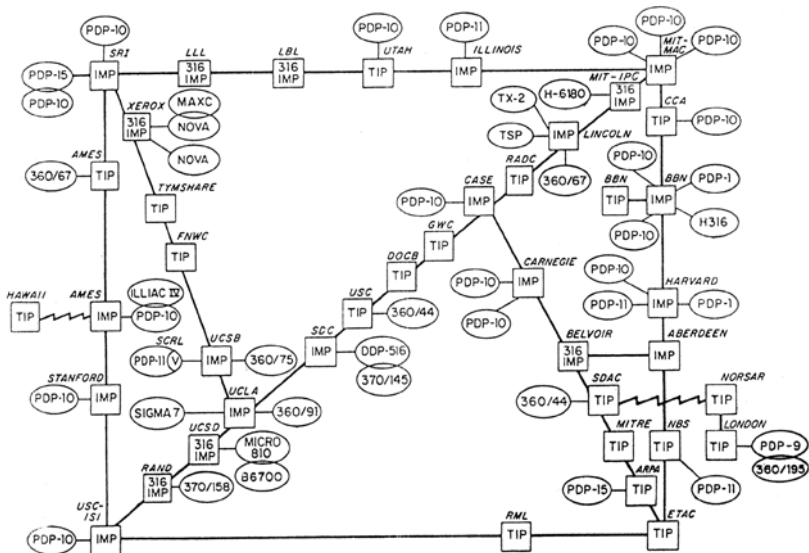 PDP-10
SRI
LLL
LBL
PDP-10
UTAH
PDP-11
ILLINOIS
PDP-10
MIT-
MAC
PDP-10
PDP-10
PDP-15
PDP-10
IMP
316
IMP
316
IMP
TIP
IMP
IMP
MIT-IPC
H-6180
316
IMP
CCA
TIP
PDP-10
XEROX
316
IMP
MAXC
NOVA
NOVA
TX-2
TSP
IMP
LINCOLN
360/67
AMES
360/67
TIP
RADC
TIP
PDP-10
BBN
TIP
BBN
IMP
PDP-1
H316
PDP-10
TYMSHARE
TIP
CASE
PDP-10
IMP
GWC
TIP
FNWC
TIP
DOCB
TIP
CARNEGIE
PDP-10
IMP
PDP-10
PDP-10
HARVARD
PDP-11
IMP
PDP-1
HAWAII
TIP
AMES
IMP
ILLIAC IV
PDP-10
USC
TIP
360/44
SCRL
PDP-11
V
UCSB
IMP
360/75
SDC
IMP
DDP-516
370/145
BELVOIR
316
IMP
ABERDEEN
IMP
STANFORD
PDP-10
IMP
UCLA
SIGMA 7
IMP
360/91
SDAC
360/44
TIP
NORSAR
TIP
UCSD
316
IMP
MICRO
810
B6700
MITRE
TIP
NBS
TIP
LONDON
TIP
PDP-9
360/195
RAND
316
IMP
370/158
ARPA
PDP-15
TIP
PDP-11
USC-
ISI
PDP-10
IMP
RML
TIP
ETAC
TIP